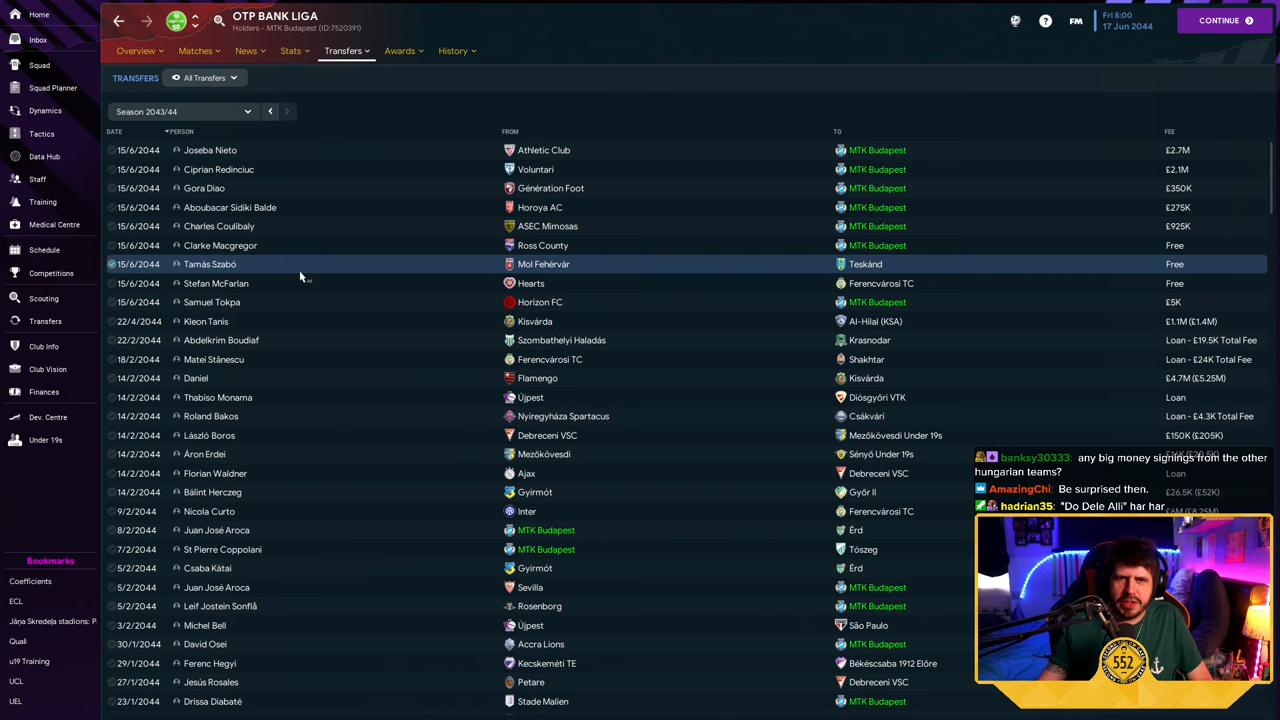 Home
Inbox
Squad
Squad Planner
Dynamics
Tactics
Data Hub
Staff
Training
Medical Centre
Schedule
Competitions
Scouting
Transfers
Club Info
Club Vision
Finances
Dev. Centre
Under 19s
Bookmarks
Coefficients
ECL
Jāņa Skredeļa stadions: P
Quali
u19 Training
UCL
UEL
OTP BANK LIGA
Holders - MTK Budapest (ID:7520391)
FM
Fri 8:00
17 Jun 2044
CONTINUE
Overview Matches News Stats Transfers Awards History
TRANSFERS All Transfers
Season 2043/44
DATE PERSON FROM TO FEE
15/6/2044 Joseba Nieto Athletic Club MTK Budapest £2.7M
15/6/2044 Ciprian Redinciuc Voluntari MTK Budapest £2.1M
15/6/2044 Gora Diao Génération Foot MTK Budapest £350K
15/6/2044 Aboubacar Sidiki Balde Horoya AC MTK Budapest £275K
15/6/2044 Charles Coulibaly ASEC Mimosas MTK Budapest £925K
15/6/2044 Clarke Macgregor Ross County MTK Budapest Free
15/6/2044 Tamás Szabó Mol Fehérvár Teskánd Free
15/6/2044 Stefan McFarlan Hearts Ferencvárosi TC Free
15/6/2044 Samuel Tokpa Horizon FC MTK Budapest £5K
22/4/2044 Kleon Tanis Kisvárda Al-Hilal (KSA) £1.1M (£1.4M)
22/2/2044 Abdelkrim Boudiaf Szombathelyi Haladás Krasnodar Loan - £19.5K Total Fee
18/2/2044 Matei Stănescu Ferencvárosi TC Shakhtar Loan - £24K Total Fee
14/2/2044 Daniel Flamengo Kisvárda £4.7M (£5.25M)
14/2/2044 Thabiso Monama Újpest Diósgyőri VTK Loan
14/2/2044 Roland Bakos Nyíregyháza Spartacus Csákvári Loan - £4.3K Total Fee
14/2/2044 László Boros Debreceni VSC Mezőkövesdi Under 19s £150K (£205K)
14/2/2044 Áron Erdei Mezőkövesdi Sényő Under 19s
14/2/2044 Florian Waldner Ajax Debreceni VSC Loan
14/2/2044 Bálint Herczeg Gyirmót Győr II £26.5K (£52K)
9/2/2044 Nicola Curto Inter Ferencvárosi TC £6M (£8.25M)
8/2/2044 Juan José Aroca MTK Budapest Érd
7/2/2044 St Pierre Coppolani MTK Budapest Tószeg
5/2/2044 Csaba Kátai Gyirmót Érd
5/2/2044 Juan José Aroca Sevilla MTK Budapest
5/2/2044 Leif Jostein Sonflå Rosenborg MTK Budapest
3/2/2044 Michel Bell Újpest São Paulo
30/1/2044 David Osei Accra Lions MTK Budapest
29/1/2044 Ferenc Hegyi Kecskeméti TE Békéscsaba 1912 Előre
27/1/2044 Jesús Rosales Petare Debreceni VSC
23/1/2044 Drissa Diabaté Stade Malien MTK Budapest
banksy30333: any big money signings from the other
hungarian teams?
AmazingChi: Be surprised then.
hadrian35: "Do Dele Alli" har har
552